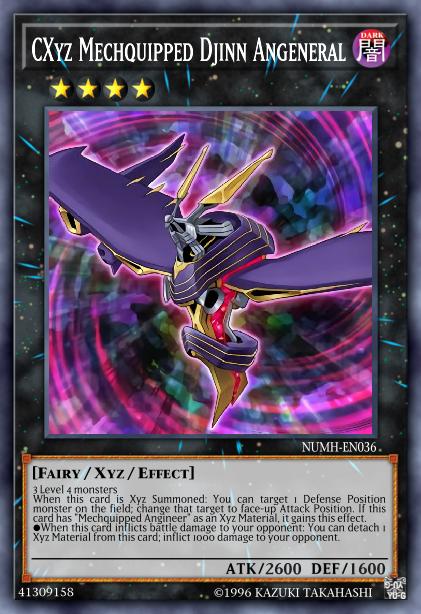 CXyz Mechquipped Djinn Angeneral
DARK
闇
NUMH-EN036
[Fairy / Xyz / Effect]
3 Level 4 monsters
When this card is Xyz Summoned: You can target 1 Defense Position
monster on the field; change that target to face-up Attack Position. If this
card has "Mechquipped Angineer" as an Xyz Material, it gains this effect.
●When this card inflicts battle damage to your opponent: You can detach 1
Xyz Material from this card; inflict 1000 damage to your opponent.
ATK/2600 DEF/1600
41309158
©1996 KAZUKI TAKAHASHI